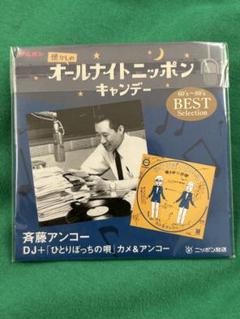 懐かしの
オールナイトニッポン
キャンデー
60's~80's
BEST
Selection
斉藤アンコー
DJ+「ひとりぼっちの唄」カメ&アンコー
ニッポン放送